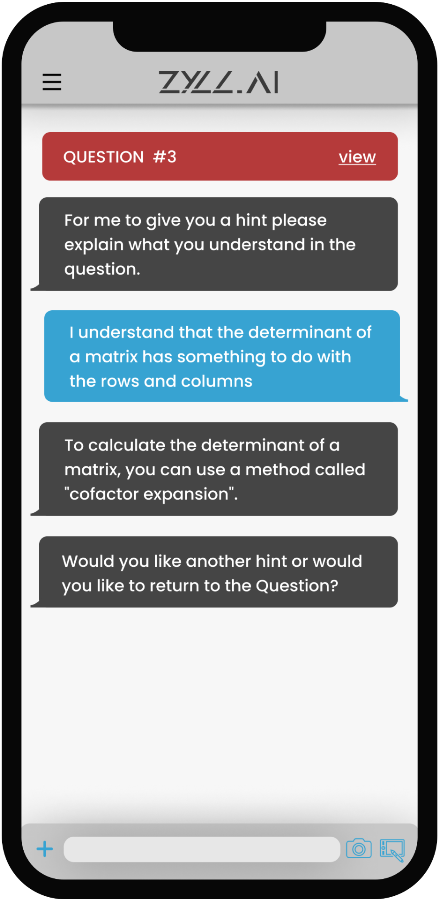 ZYLL.AI
QUESTION #3 view
For me to give you a hint please
explain what you understand in the
question.
I understand that the determinant of
a matrix has something to do with
the rows and columns
To calculate the determinant of a
matrix, you can use a method called
"cofactor expansion".
Would you like another hint or would
you like to return to the Question?